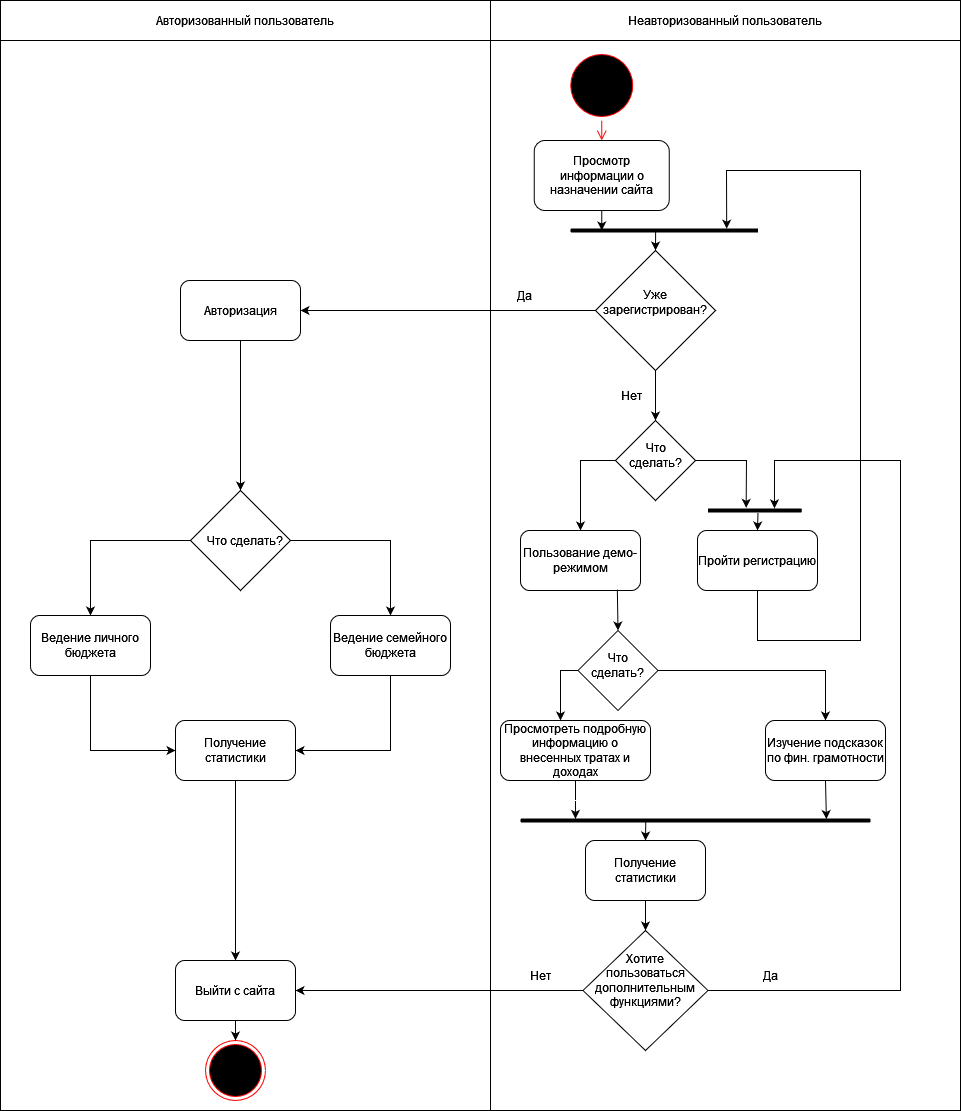 Авторизованный пользователь
Неавторизованный пользователь
Просмотр
информации о
назначении сайта
Уже
зарегистрирован?
Да
Авторизация
Нет
Что
сделать?
Что сделать?
Пользование демо-
режимом
Пройти регистрацию
Ведение личного
бюджета
Ведение семейного
бюджета
Что
сделать?
Получение
статистики
Просмотреть подробную
информацию о
внесенных тратах и
доходах
Изучение подсказок
по фин. грамотности
Получение
статистики
Хотите
пользоваться
дополнительным
функциями?
Нет
Да
Выйти с сайта